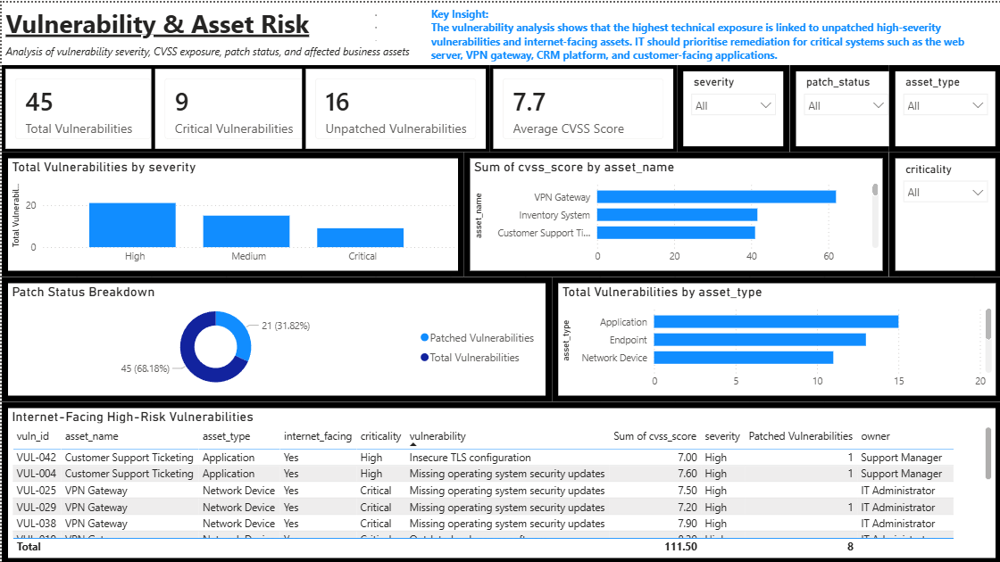 Vulnerability & Asset Risk
Analysis of vulnerability severity, CVSS exposure, patch status, and affected business assets
Key Insight:
The vulnerability analysis shows that the highest technical exposure is linked to unpatched high-severity
vulnerabilities and internet-facing assets. IT should prioritise remediation for critical systems such as the web
server, VPN gateway, CRM platform, and customer-facing applications.
45
Total Vulnerabilities
9
Critical Vulnerabilities
16
Unpatched Vulnerabilities
7.7
Average CVSS Score
severity
All
patch_status
All
asset_type
All
Total Vulnerabilities by severity
Total Vulnerabil...
20
0
High Medium Critical
Sum of cvss_score by asset_name
asset_name
VPN Gateway
Inventory System
Customer Support Ti...
0 20 40 60
criticality
All
Patch Status Breakdown
21 (31.82%)
45 (68.18%)
Patched Vulnerabilities
Total Vulnerabilities
Total Vulnerabilities by asset_type
asset_type
Application
Endpoint
Network Device
0 5 10 15 20
Internet-Facing High-Risk Vulnerabilities
vuln_id asset_name asset_type internet_facing criticality vulnerability Sum of cvss_score severity Patched Vulnerabilities owner
VUL-042 Customer Support Ticketing Application Yes High Insecure TLS configuration 7.00 High 1 Support Manager
VUL-004 Customer Support Ticketing Application Yes High Missing operating system security updates 7.60 High 1 Support Manager
VUL-025 VPN Gateway Network Device Yes Critical Missing operating system security updates 7.50 High IT Administrator
VUL-029 VPN Gateway Network Device Yes Critical Missing operating system security updates 7.20 High 1 IT Administrator
VUL-038 VPN Gateway Network Device Yes Critical Missing operating system security updates 7.90 High IT Administrator
Total 111.50 8